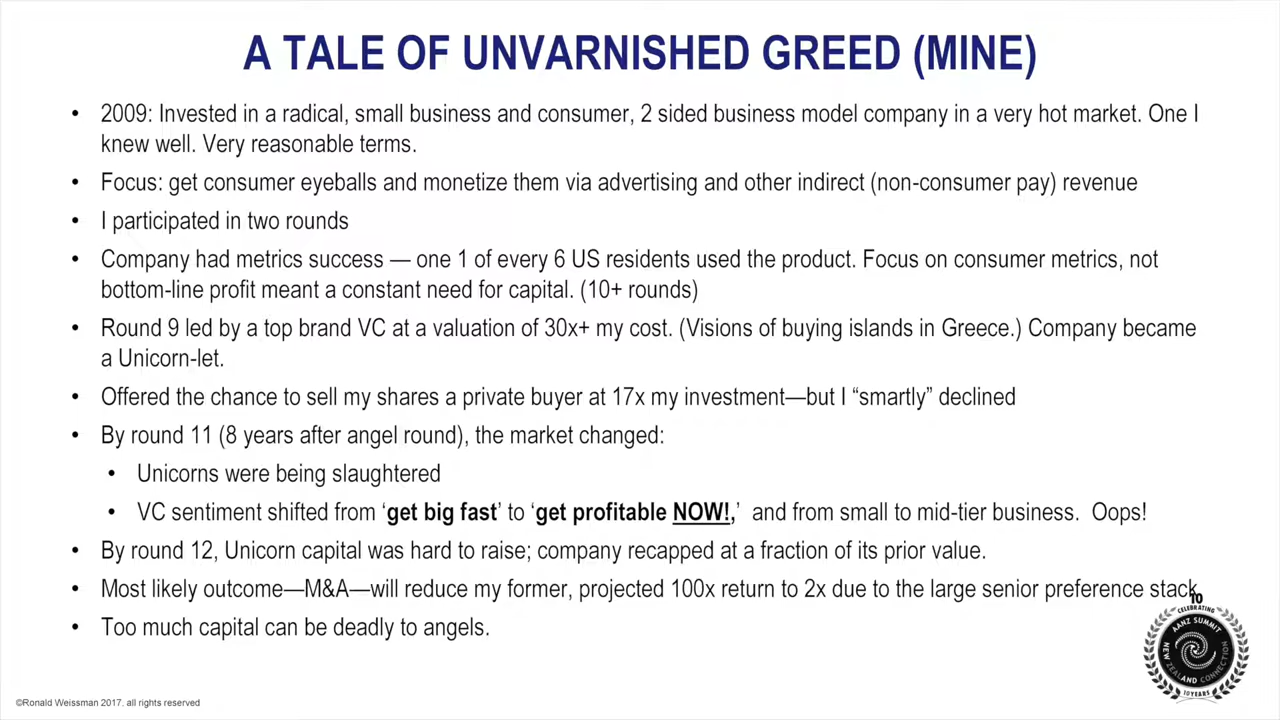 A TALE OF UNVARNISHED GREED (MINE)
• 2009: Invested in a radical, small business and consumer, 2 sided business model company in a very hot market. One I
knew well. Very reasonable terms.
• Focus: get consumer eyeballs and monetize them via advertising and other indirect (non-consumer pay) revenue
• I participated in two rounds
• Company had metrics success — one 1 of every 6 US residents used the product. Focus on consumer metrics, not
bottom-line profit meant a constant need for capital. (10+ rounds)
• Round 9 led by a top brand VC at a valuation of 30x+ my cost. (Visions of buying islands in Greece.) Company became
a Unicorn-let.
• Offered the chance to sell my shares a private buyer at 17x my investment—but I “smartly” declined
• By round 11 (8 years after angel round), the market changed:
• Unicorns were being slaughtered
• VC sentiment shifted from ‘get big fast’ to ‘get profitable NOW!,’ and from small to mid-tier business. Oops!
• By round 12, Unicorn capital was hard to raise; company recapped at a fraction of its prior value.
• Most likely outcome—M&A—will reduce my former, projected 100x return to 2x due to the large senior preference stack.
• Too much capital can be deadly to angels.
10
CELEBRATING
AANZ SUMMIT
NEW ZEALAND CONNECTION
10 YEARS
©Ronald Weissman 2017. all rights reserved